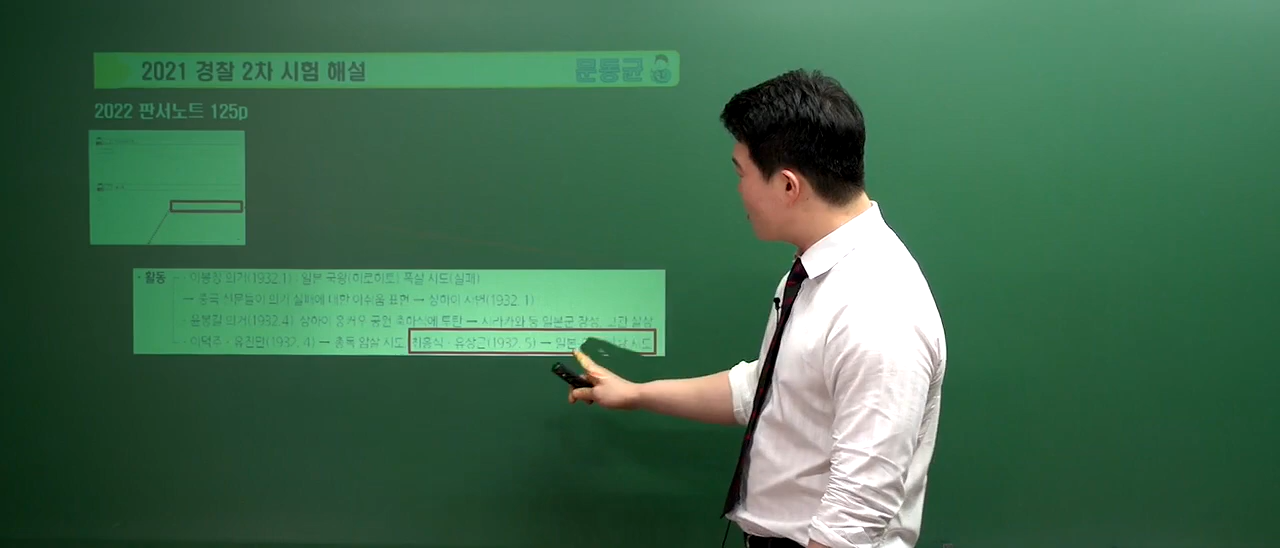 2021 경찰 2차 시험 해설
문동균
2022 판서노트 125p
· 활동 ─ · 이봉창 의거(1932.1) : 일본 국왕(히로히토) 폭살 시도(실패)
→ 중국 신문들이 의거 실패에 대한 아쉬움 표현 → 상하이 사변(1932. 1)
· 윤봉길 의거(1932.4) : 상하이 훙커우 공원 축하식에 투탄 → 시라카와 등 일본군 장성, 고관 살상
· 이덕주 · 유진만(1932. 4) → 총독 암살 시도, 최흥식 · 유상근(1932. 5) → 일본 시도